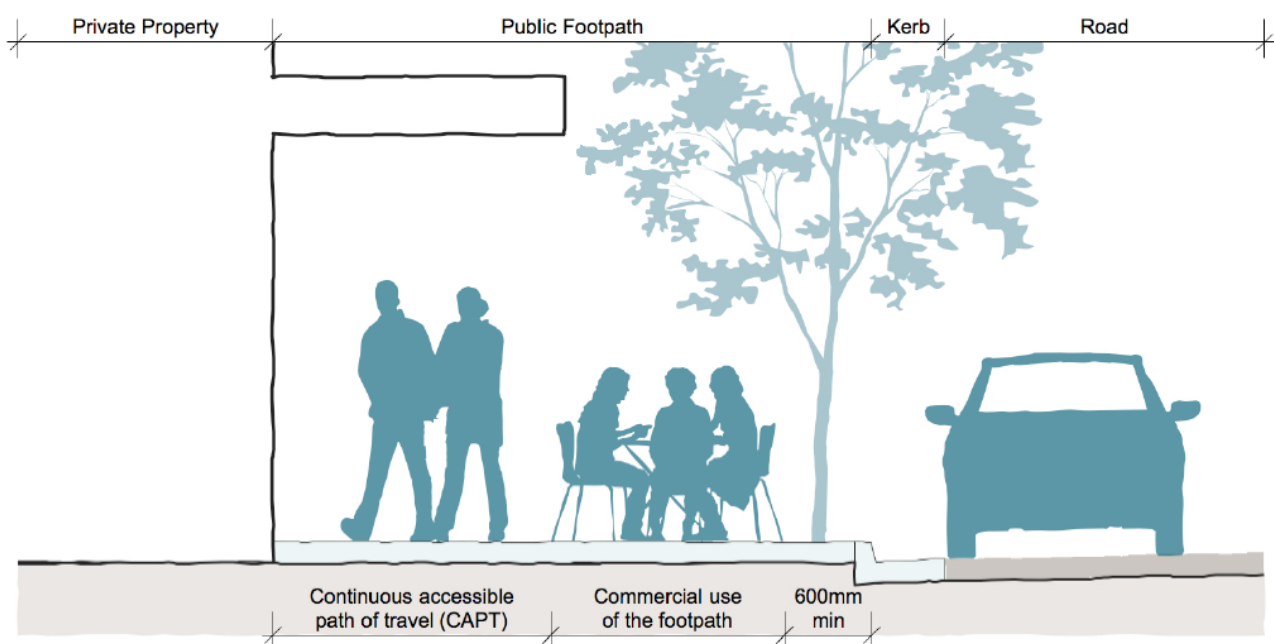 Private Property
Public Footpath
Kerb
Road
Continuous accessible
path of travel (CAPT)
Commercial use
of the footpath
600mm
min